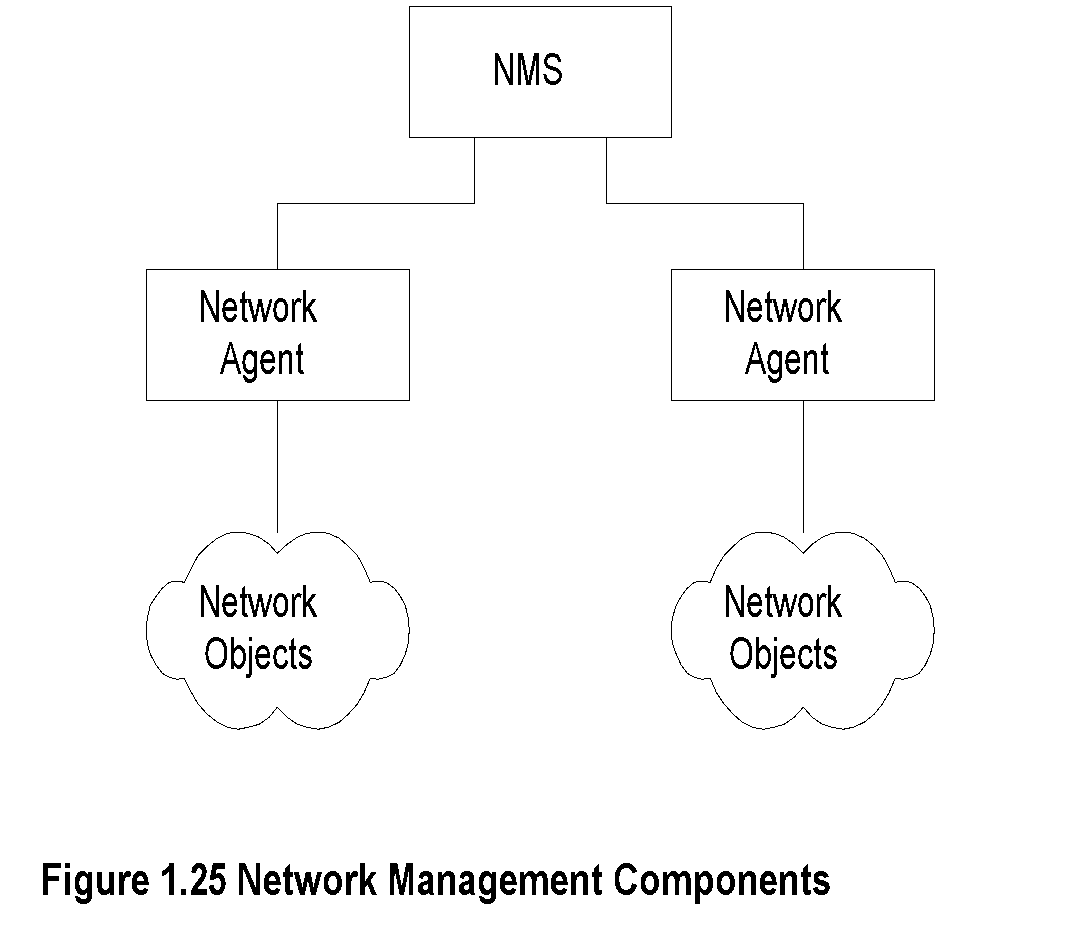 NMS
Network
Agent
Network
Agent
Network
Objects
Network
Objects
Figure 1.25 Network Management Components